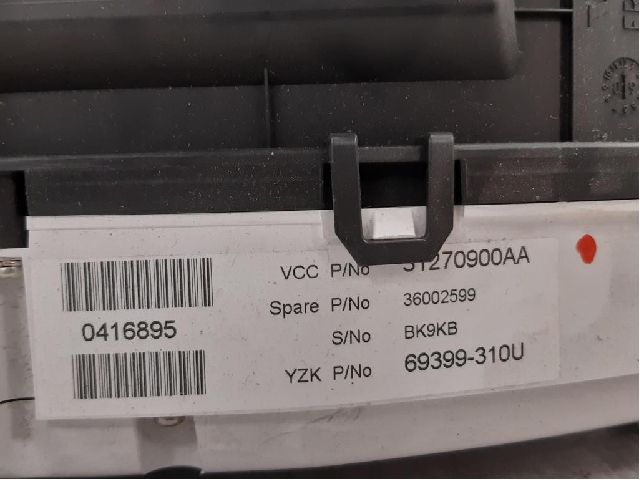 VCC P/No 31270900AA
Spare P/No 36002599
0416895
S/No BK9KB
YZK P/No 69399-310U